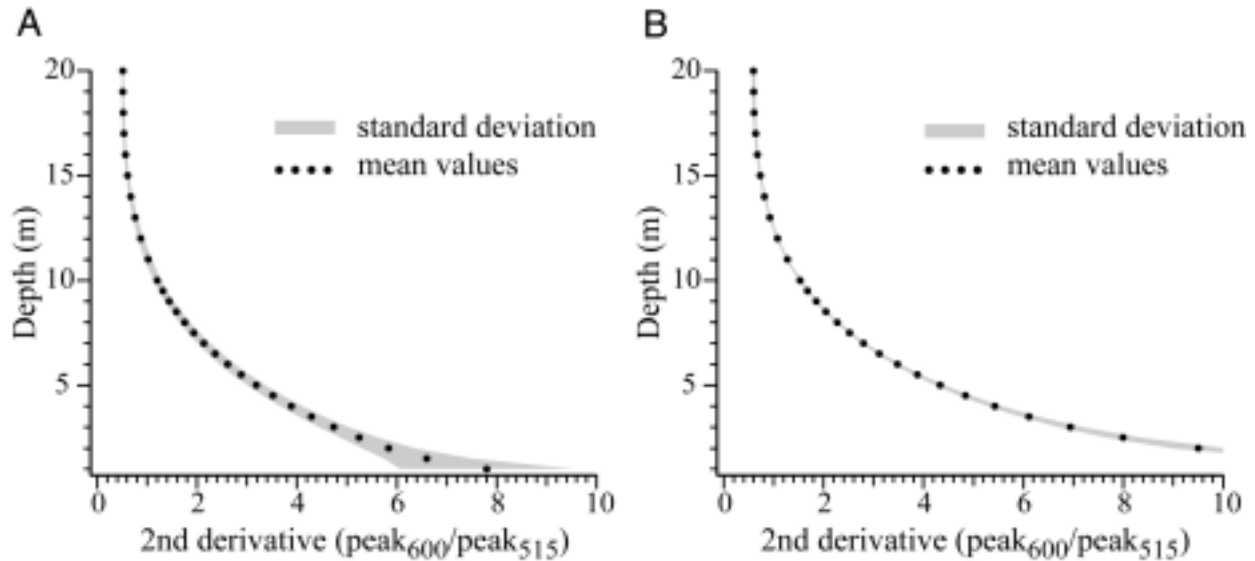 A
20
15
10
5
Depth (m)
standard deviation
mean values
0 2 4 6 8 10
2nd derivative (peak600/peak515)
B
20
15
10
5
Depth (m)
standard deviation
mean values
0 2 4 6 8 10
2nd derivative (peak600/peak515)